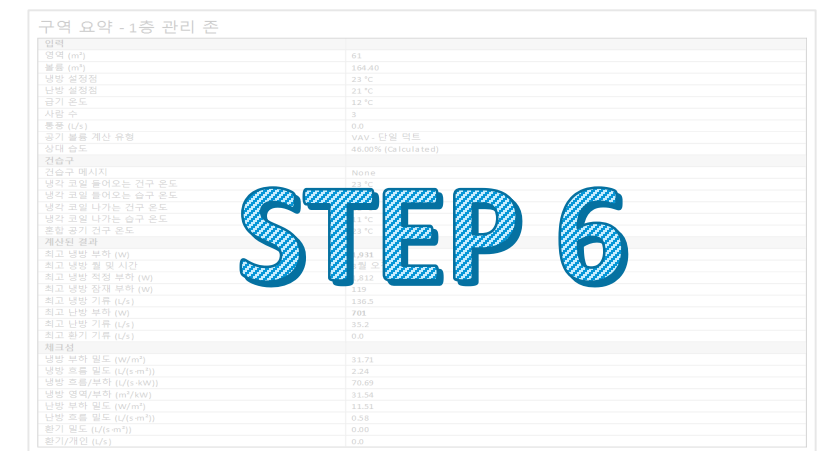 구역 요약 - 1층 관리 존
입력
영역 (m²) 61
볼륨 (m³) 164.40
냉방 설정점 23 °C
난방 설정점 21 °C
급기 온도 12 °C
사람 수 3
통풍 (L/s) 0.0
공기 볼륨 계산 유형 VAV - 단일 덕트
상대 습도 46.00% (Calculated)
건습구
건습구 메시지 None
냉각 코일 들어오는 건구 온도 23 °C
냉각 코일 들어오는 습구 온도
냉각 코일 나가는 건구 온도
냉각 코일 나가는 습구 온도 11 °C
혼합 공기 건구 온도 23 °C
계산된 결과
최고 냉방 부하 (W) 1,931
최고 냉방 월 및 시간
최고 냉방 적정 부하 (W) 1,812
최고 냉방 잠재 부하 (W) 119
최고 냉방 기류 (L/s) 136.5
최고 난방 부하 (W) 701
최고 난방 기류 (L/s) 35.2
최고 환기 기류 (L/s) 0.0
체크섬
냉방 부하 밀도 (W/m²) 31.71
냉방 흐름 밀도 (L/(s·m²)) 2.24
냉방 흐름/부하 (L/(s·kW)) 70.69
냉방 영역/부하 (m²/kW) 31.54
난방 부하 밀도 (W/m²) 11.51
난방 흐름 밀도 (L/(s·m²)) 0.58
환기 밀도 (L/(s·m²)) 0.00
환기/개인 (L/s) 0.0
STEP 6